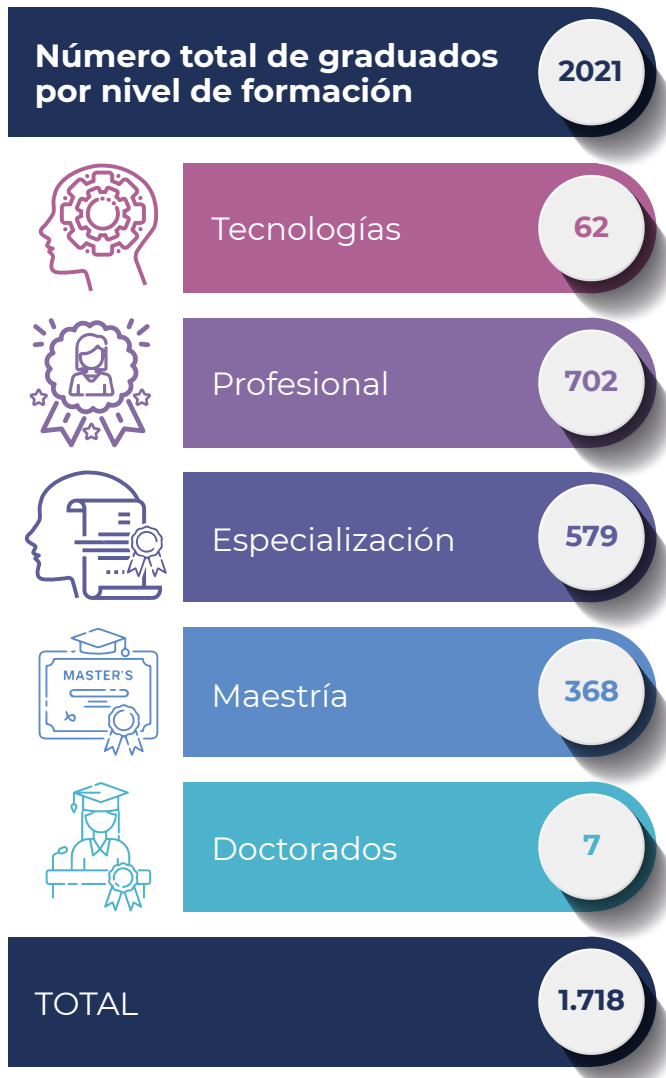 Número total de graduados
por nivel de formación
2021
Tecnologías
62
Profesional
702
Especialización
579
MASTER'S
Maestría
368
Doctorados
7
TOTAL
1.718